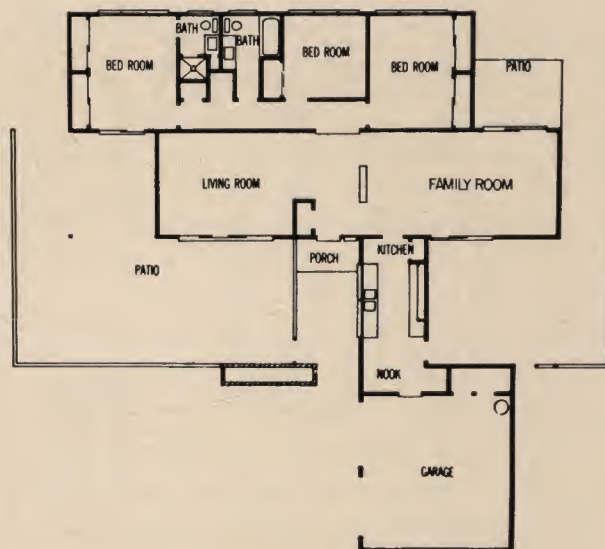 BATH
BATH
BED ROOM
BED ROOM
BED ROOM
PATIO
LIVING ROOM
FAMILY ROOM
KITCHEN
PORCH
PATIO
NOOK
GARAGE